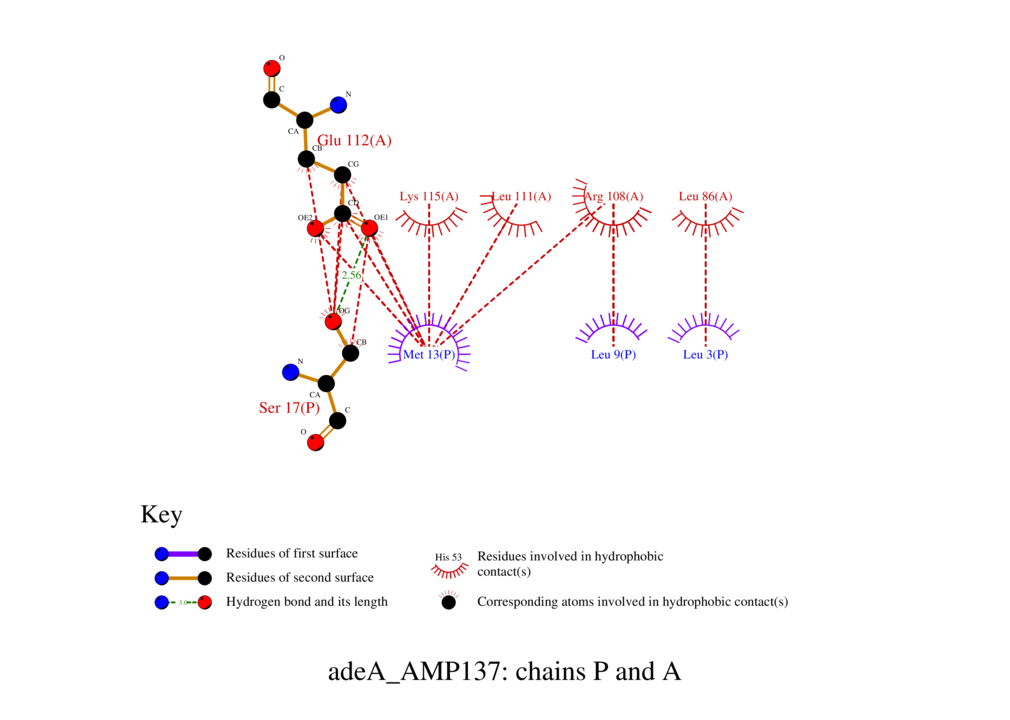 O
C
N
CA
Glu 112(A)
CB
CG
Lys 115(A)
Leu 111(A)
Arg 108(A)
Leu 86(A)
CD
OE2
OE1
2.56
OG
CB
Met 13(P)
Leu 9(P)
Leu 3(P)
N
CA
Ser 17(P)
C
O
Key
Residues of first surface
His 53
Residues involved in hydrophobic
contact(s)
Residues of second surface
3.0
Hydrogen bond and its length
Corresponding atoms involved in hydrophobic contact(s)
adeA_AMP137: chains P and A